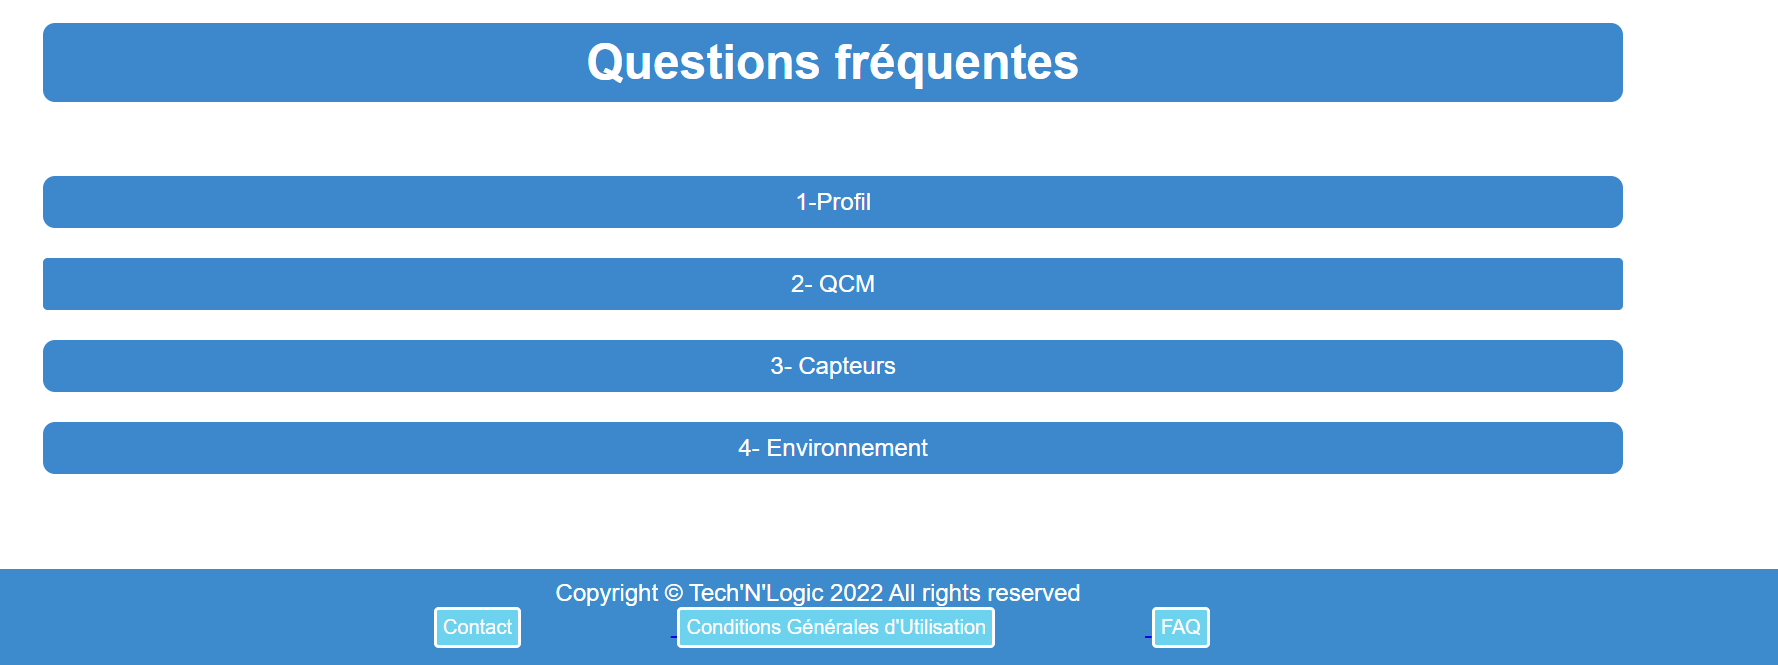 Questions fréquentes
1-Profil
2- QCM
3- Capteurs
4- Environnement
Copyright © Tech'N'Logic 2022 All rights reserved
Contact Conditions Générales d'Utilisation FAQ